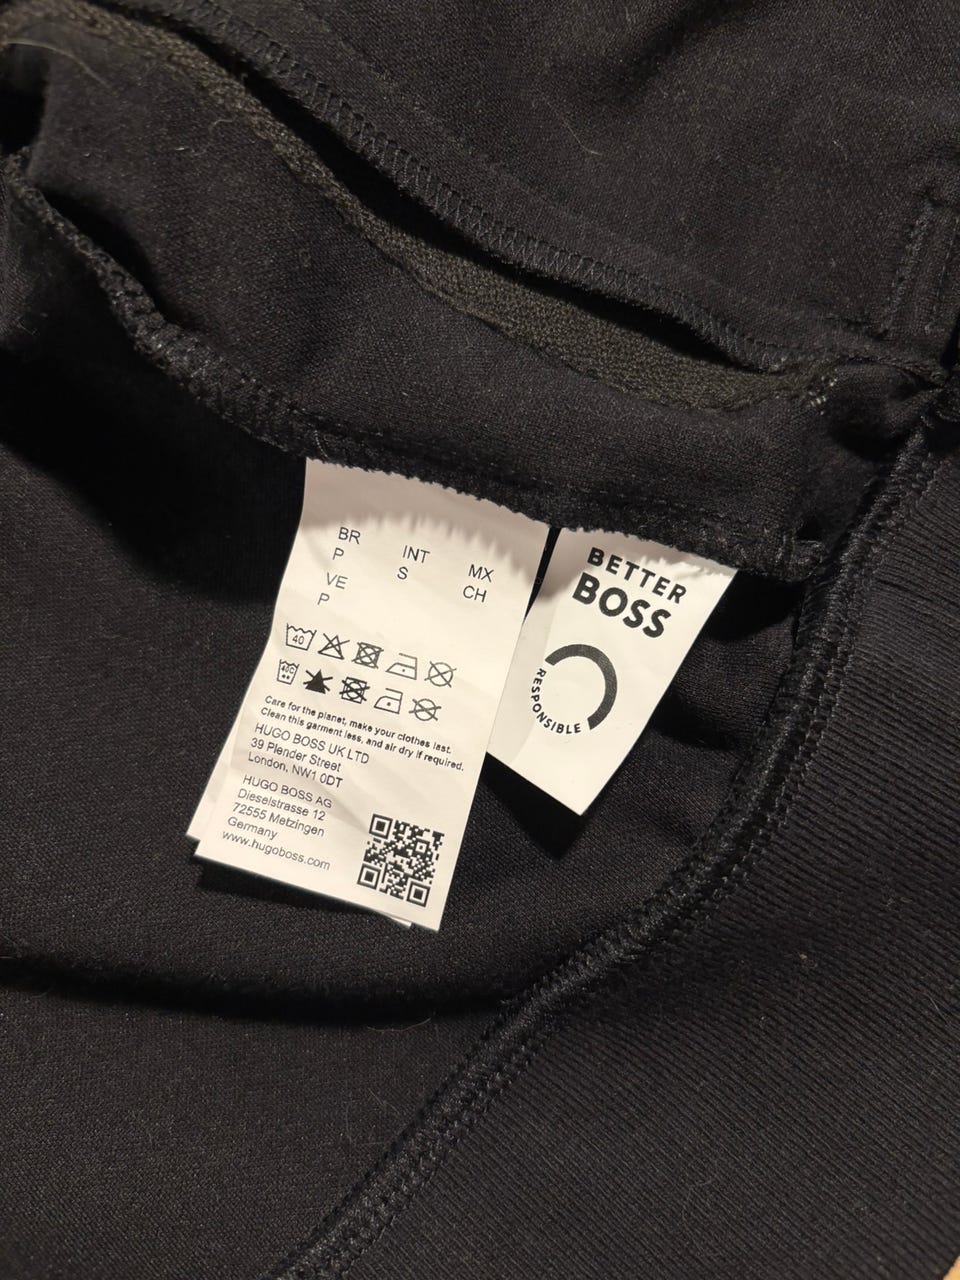 BR INT MX
P S CH
VE
P
40
40C
Care for the planet, make your clothes last.
Clean this garment less, and air dry if required.
HUGO BOSS UK LTD
39 Plender Street
London, NW1 0DT
HUGO BOSS AG
Dieselstrasse 12
72555 Metzingen
Germany
www.hugoboss.com
BETTER
BOSS
RESPONSIBLE